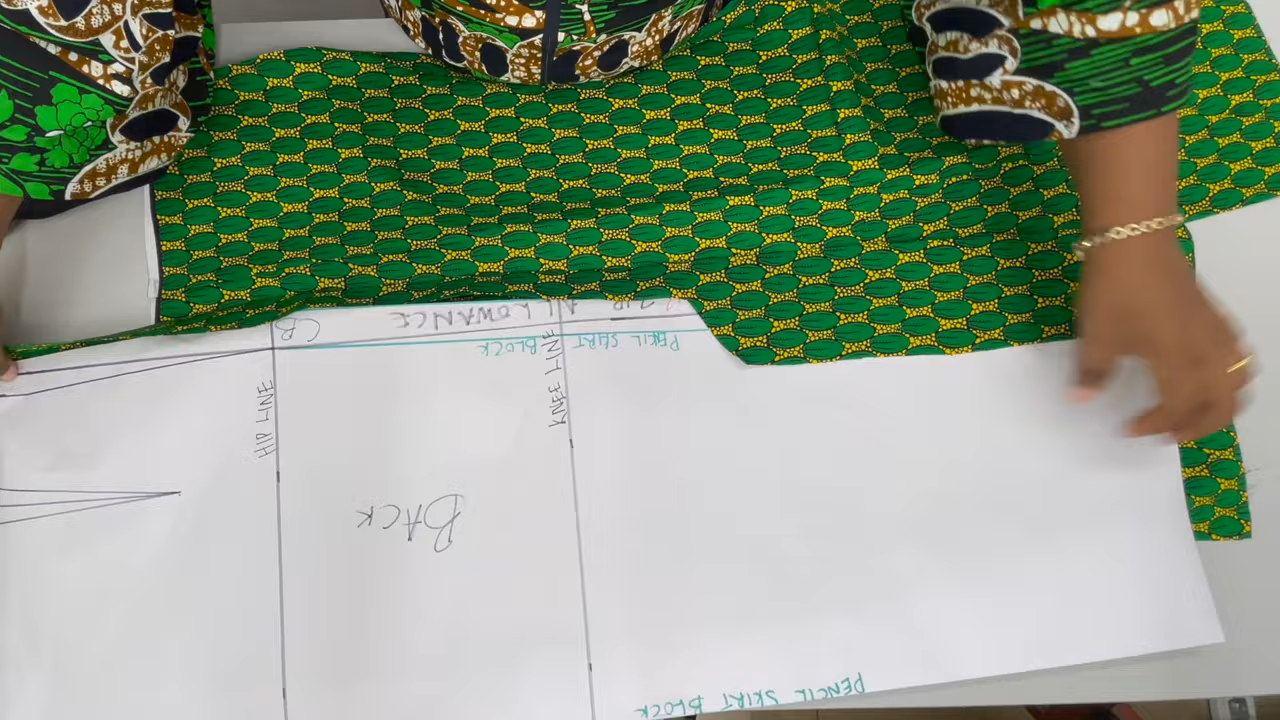 CB
ALLOWANCE
PENCIL SKIRT BLOCK
HIP LINE
KNEE LINE
BACK
PENCIL SKIRT BLOCK